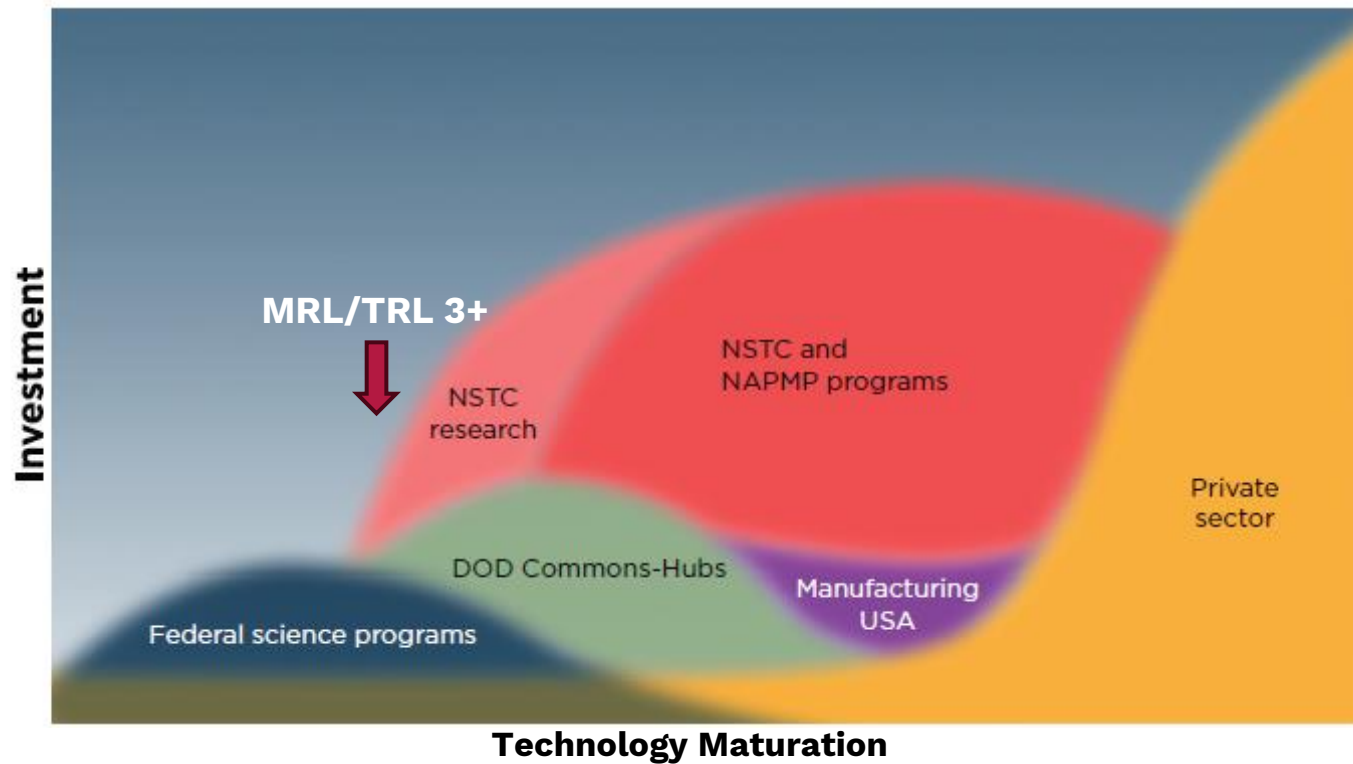 Investment
MRL/TRL 3+
NSTC
research
NSTC and
NAPMP programs
Private
sector
DOD Commons-Hubs
Manufacturing
USA
Federal science programs
Technology Maturation